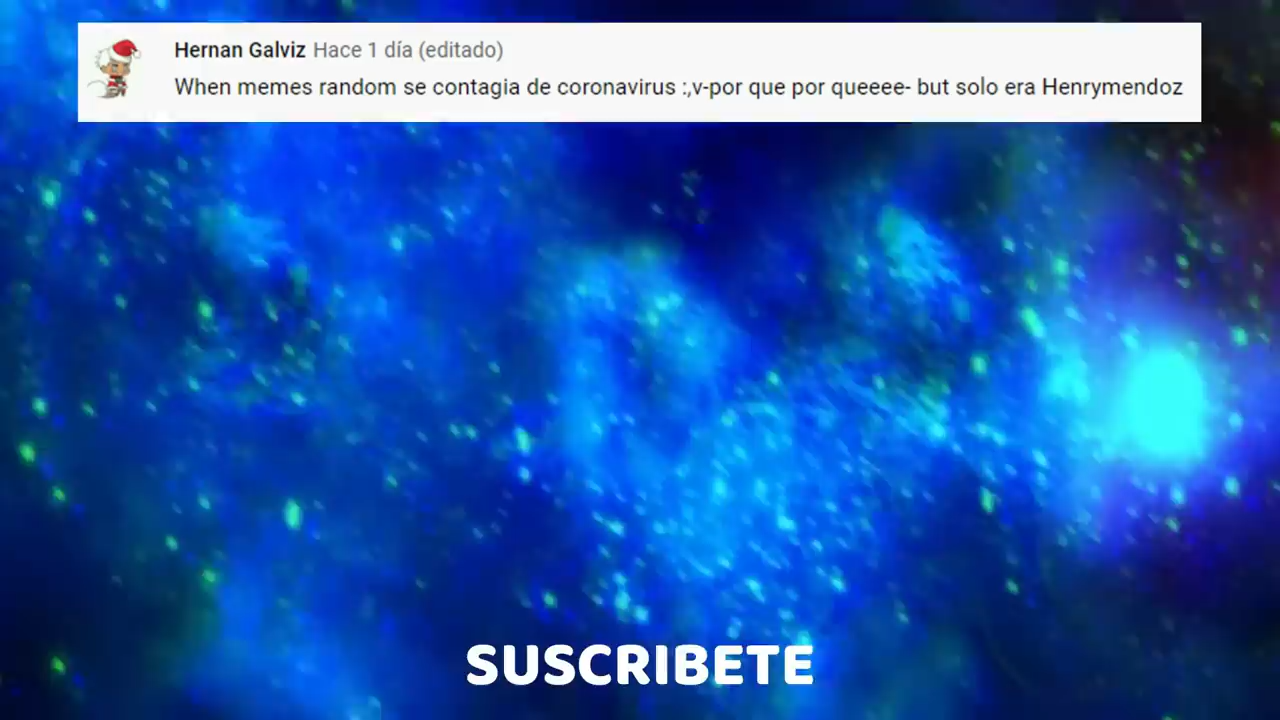 Hernan Galviz Hace 1 día (editado)
When memes random se contagia de coronavirus :,v-por que por queeee- but solo era Henrymendoz
SUSCRIBETE